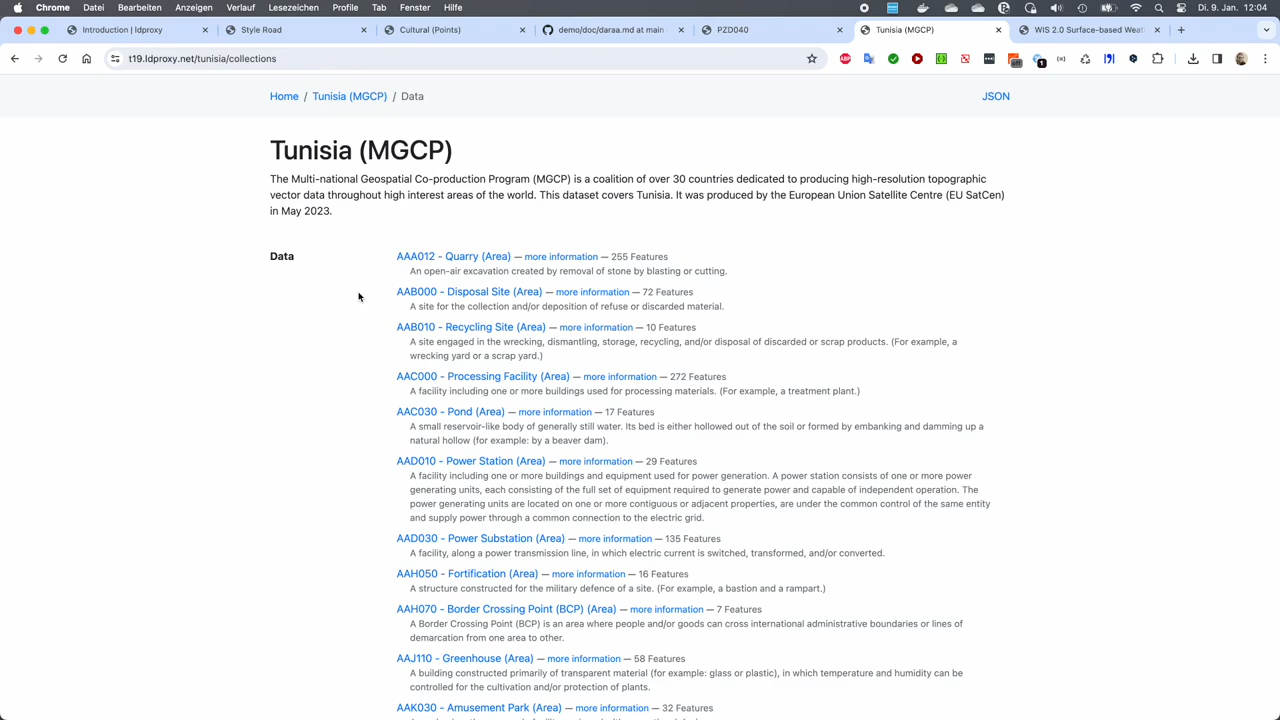 Chrome Ablage Bearbeiten Anzeigen Verlauf Lesezeichen Profile Tab Fenster Hilfe Di. 9. Jan. 12:04
Introduction | ldproxy Style Road Cultural (Points) demo/doc/daraa.md at main PZD040 Tunisia (MGCP) WIS 2.0 Surface-based Weat
t19.ldproxy.net/tunisia/collections
Home / Tunisia (MGCP) / Data JSON
Tunisia (MGCP)
The Multi-national Geospatial Co-production Program (MGCP) is a coalition of over 30 countries dedicated to producing high-resolution topographic
vector data throughout high interest areas of the world. This dataset covers Tunisia. It was produced by the European Union Satellite Centre (EU SatCen)
in May 2023.
Data
AAA012 - Quarry (Area) — more information — 255 Features
An open-air excavation created by removal of stone by blasting or cutting.
AAB000 - Disposal Site (Area) — more information — 72 Features
A site for the collection and/or deposition of refuse or discarded material.
AAB010 - Recycling Site (Area) — more information — 10 Features
A site engaged in the wrecking, dismantling, storage, recycling, and/or disposal of discarded or scrap products. (For example, a
wrecking yard or a scrap yard.)
AAC000 - Processing Facility (Area) — more information — 272 Features
A facility including one or more buildings used for processing materials. (For example, a treatment plant.)
AAC030 - Pond (Area) — more information — 17 Features
A small reservoir-like body of generally still water. Its bed is either hollowed out of the soil or formed by embanking and damming up a
natural hollow (for example: by a beaver dam).
AAD010 - Power Station (Area) — more information — 29 Features
A facility including one or more buildings and equipment used for power generation. A power station consists of one or more power
generating units, each consisting of the full set of equipment required to generate power and capable of independent operation. The
power generating units are located on one or more contiguous or adjacent properties, are under the common control of the same entity
and supply power through a common connection to the electric grid.
AAD030 - Power Substation (Area) — more information — 135 Features
A facility, along a power transmission line, in which electric current is switched, transformed, and/or converted.
AAH050 - Fortification (Area) — more information — 16 Features
A structure constructed for the military defence of a site. (For example, a bastion and a rampart.)
AAH070 - Border Crossing Point (BCP) (Area) — more information — 7 Features
A Border Crossing Point (BCP) is an area where people and/or goods can cross international administrative boundaries or lines of
demarcation from one area to other.
AAJ110 - Greenhouse (Area) — more information — 58 Features
A building constructed primarily of transparent material (for example: glass or plastic), in which temperature and humidity can be
controlled for the cultivation and/or protection of plants.
AAK030 - Amusement Park (Area) — more information — 32 Features